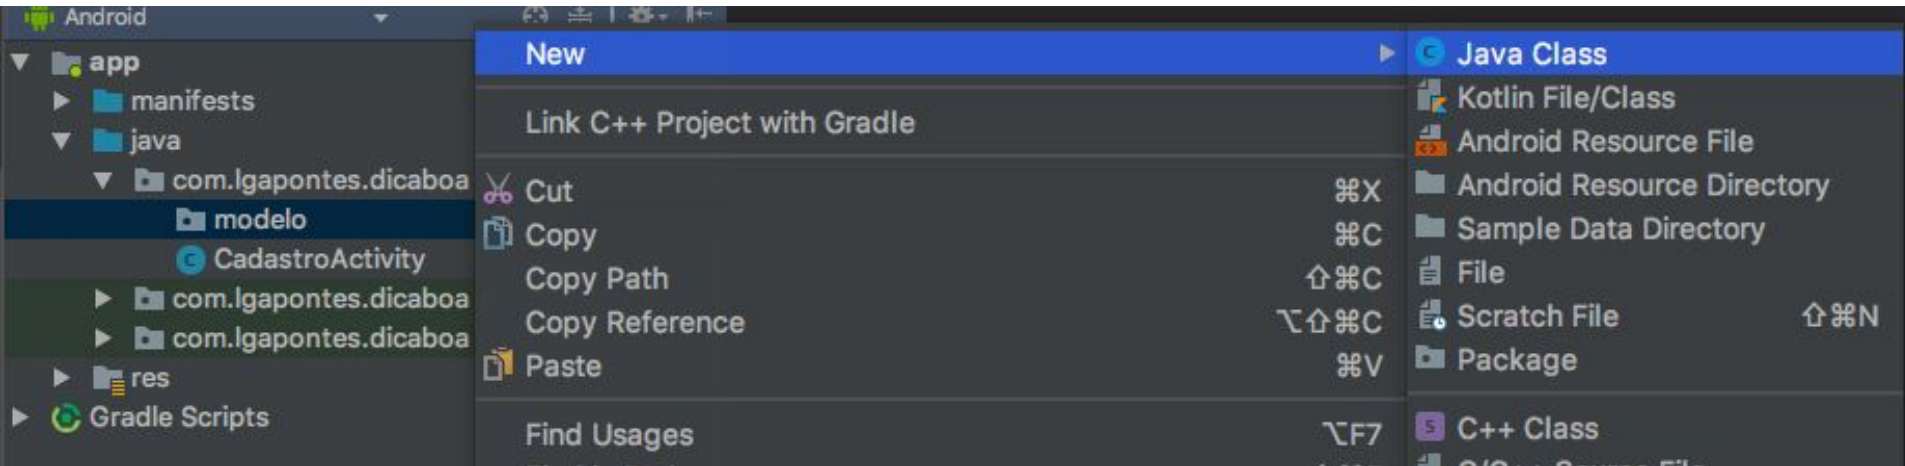 Android
app
manifests
java
com.lgapontes.dicaboa
modelo
CadastroActivity
com.lgapontes.dicaboa
com.lgapontes.dicaboa
res
Gradle Scripts
New
Link C++ Project with Gradle
Cut ⌘X
Copy ⌘C
Copy Path ⇧⌘C
Copy Reference ⌥⇧⌘C
Paste ⌘V
Find Usages ⌥F7
Java Class
Kotlin File/Class
Android Resource File
Android Resource Directory
Sample Data Directory
File
Scratch File ⇧⌘N
Package
C++ Class